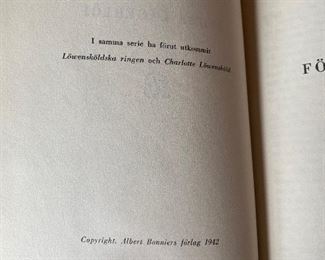 I samma serie ha förut utkommit
Löwensköldska ringen och Charlotte Löwensköld.
Copyright. Albert Bonniers förlag 1942
FÖ